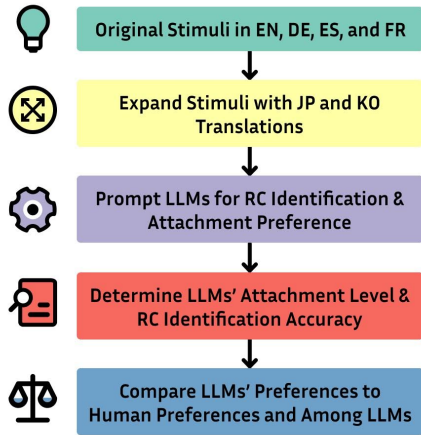 Original Stimuli in EN, DE, ES, and FR
Expand Stimuli with JP and KO
Translations
Prompt LLMs for RC Identification &
Attachment Preference
Determine LLMs' Attachment Level &
RC Identification Accuracy
Compare LLMs' Preferences to
Human Preferences and Among LLMs